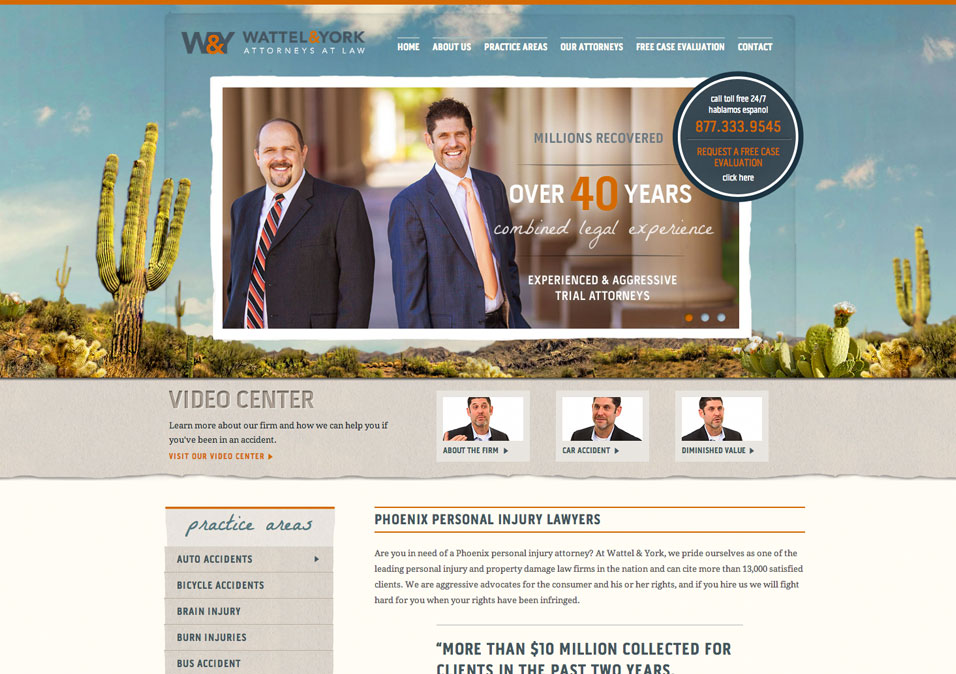 W&Y WATTEL&YORK
ATTORNEYS AT LAW
HOME ABOUT US PRACTICE AREAS OUR ATTORNEYS FREE CASE EVALUATION CONTACT
call toll free 24/7
hablamos espanol
877.333.9545
REQUEST A FREE CASE
EVALUATION
click here
MILLIONS RECOVERED
OVER 40 YEARS
combined legal experience
EXPERIENCED & AGGRESSIVE
TRIAL ATTORNEYS
VIDEO CENTER
Learn more about our firm and how we can help you if
you've been in an accident.
VISIT OUR VIDEO CENTER
ABOUT THE FIRM
CAR ACCIDENT
DIMINISHED VALUE
practice areas
AUTO ACCIDENTS
BICYCLE ACCIDENTS
BRAIN INJURY
BURN INJURIES
BUS ACCIDENT
PHOENIX PERSONAL INJURY LAWYERS
Are you in need of a Phoenix personal injury attorney? At Wattel & York, we pride ourselves as one of the
leading personal injury and property damage law firms in the nation and can cite more than 13,000 satisfied
clients. We are aggressive advocates for the consumer and his or her rights, and if you hire us we will fight
hard for you when your rights have been infringed.
“MORE THAN $10 MILLION COLLECTED FOR
CLIENTS IN THE PAST TWO YEARS.